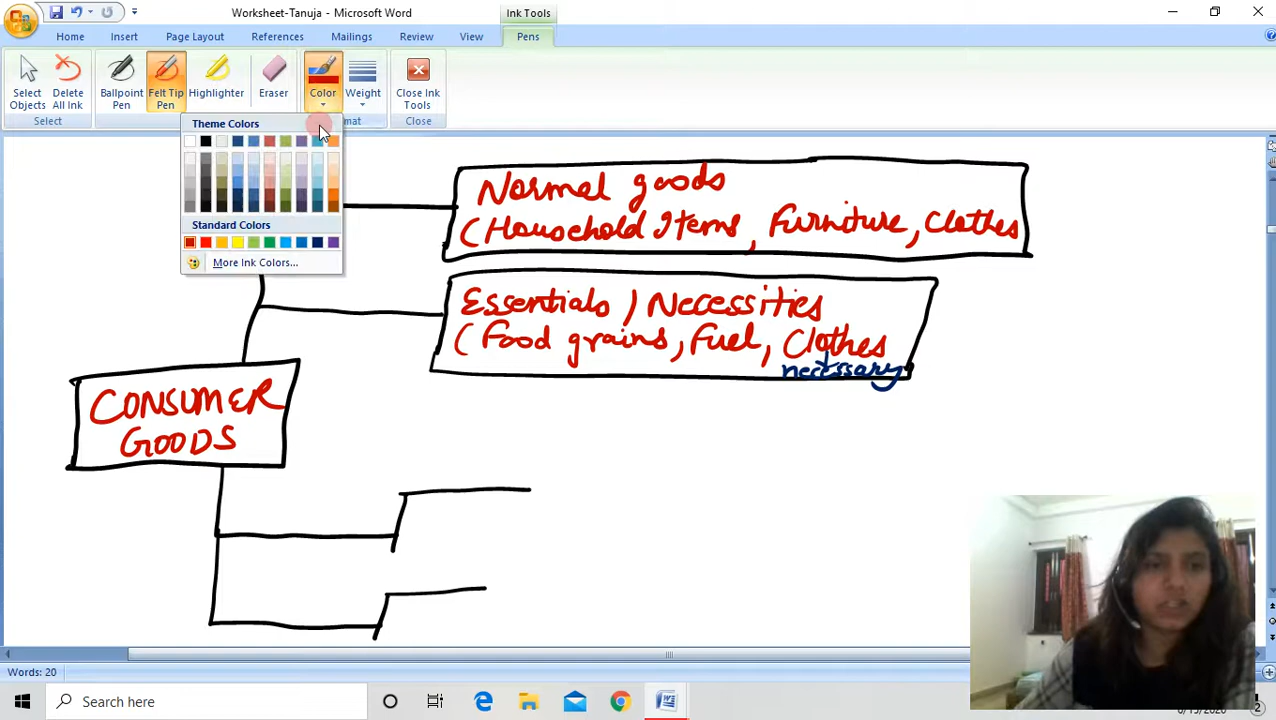 Worksheet-Tanuja - Microsoft Word
Ink Tools
Home
Insert
Page Layout
References
Mailings
Review
View
Pens
Select Objects
Delete All Ink
Ballpoint Pen
Felt Tip Pen
Highlighter
Eraser
Color
Weight
Close Ink Tools
Select
mat
Close
Theme Colors
Standard Colors
More Ink Colors...
Normal goods
(Household Items, Furniture, Clothes
Essentials / Necessities
(Food grains, Fuel, Clothes
necessary
CONSUMER
GOODS
Words: 20
Search here
2